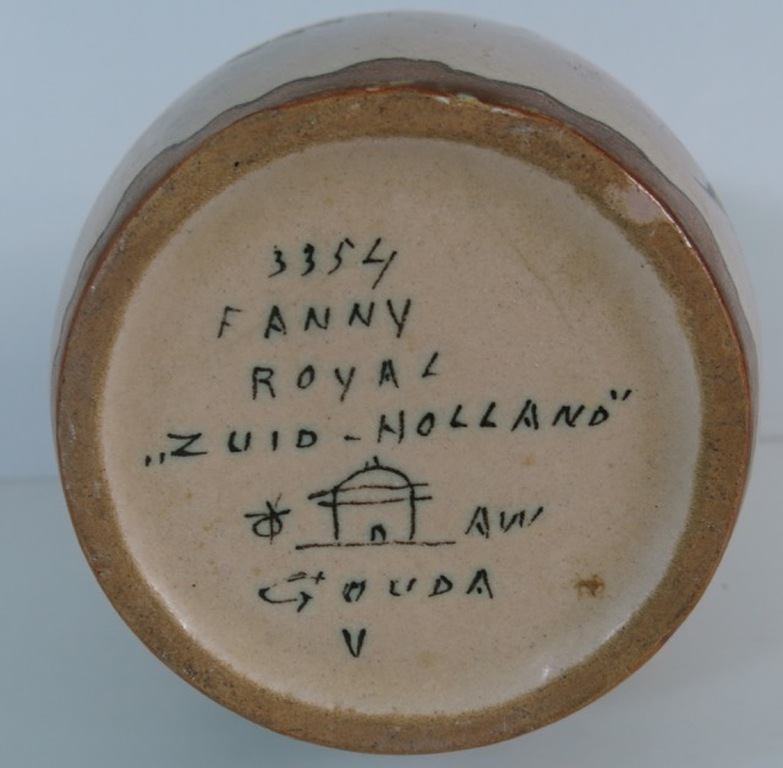 3354
FANNY
ROYAL
„ZUID-HOLLAND"
AW
GOUDA
V